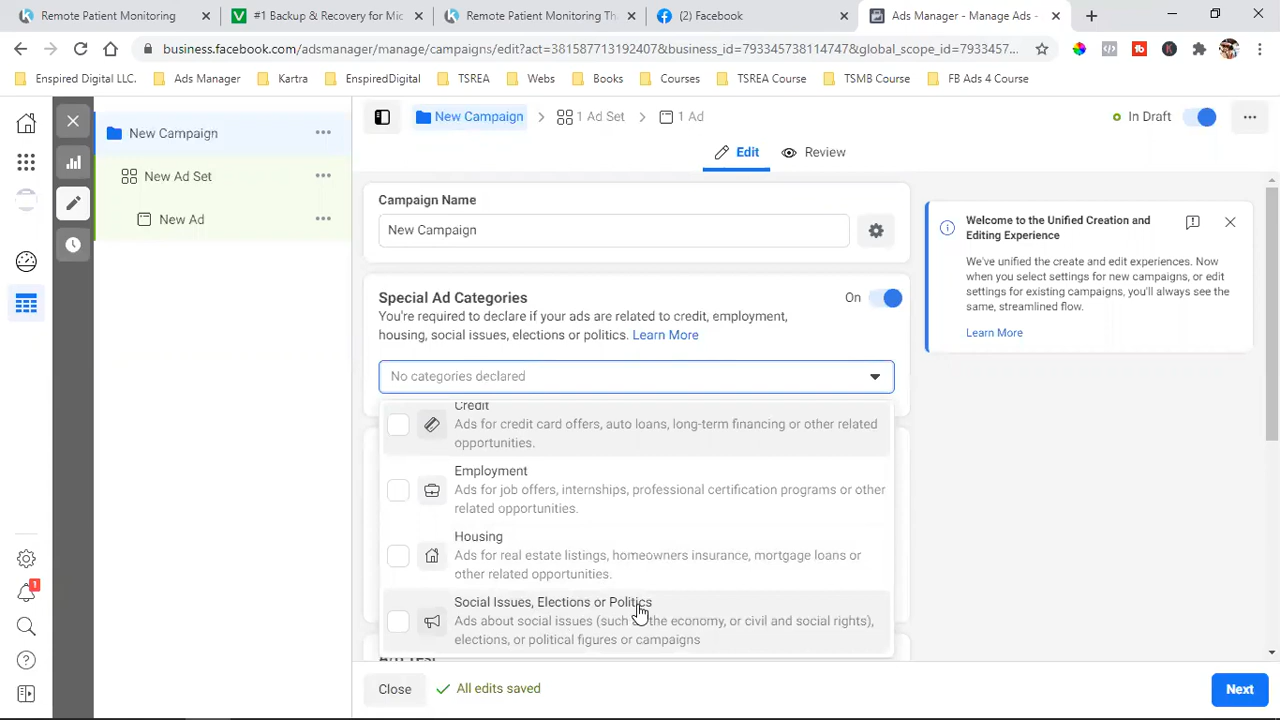 Remote Patient Monitoring
#1 Backup & Recovery for Mic
Remote Patient Monitoring Th
(2) Facebook
Ads Manager - Manage Ads -
business.facebook.com/adsmanager/manage/campaigns/edit?act=381587713192407&business_id=793345738114747&global_scope_id=7933457...
Enspired Digital LLC.
Ads Manager
Kartra
EnspiredDigital
TSREA
Webs
Books
Courses
TSREA Course
TSMB Course
FB Ads 4 Course
New Campaign
New Ad Set
New Ad
New Campaign
1 Ad Set
1 Ad
In Draft
Edit
Review
Campaign Name
New Campaign
Special Ad Categories
On
You're required to declare if your ads are related to credit, employment,
housing, social issues, elections or politics. Learn More
No categories declared
Credit
Ads for credit card offers, auto loans, long-term financing or other related
opportunities.
Employment
Ads for job offers, internships, professional certification programs or other
related opportunities.
Housing
Ads for real estate listings, homeowners insurance, mortgage loans or
other related opportunities.
Social Issues, Elections or Politics
Ads about social issues (such as the economy, or civil and social rights),
elections, or political figures or campaigns
Welcome to the Unified Creation and
Editing Experience
We've unified the create and edit experiences. Now
when you select settings for new campaigns, or edit
settings for existing campaigns, you'll always see the
same, streamlined flow.
Learn More
1
Close
All edits saved
Next